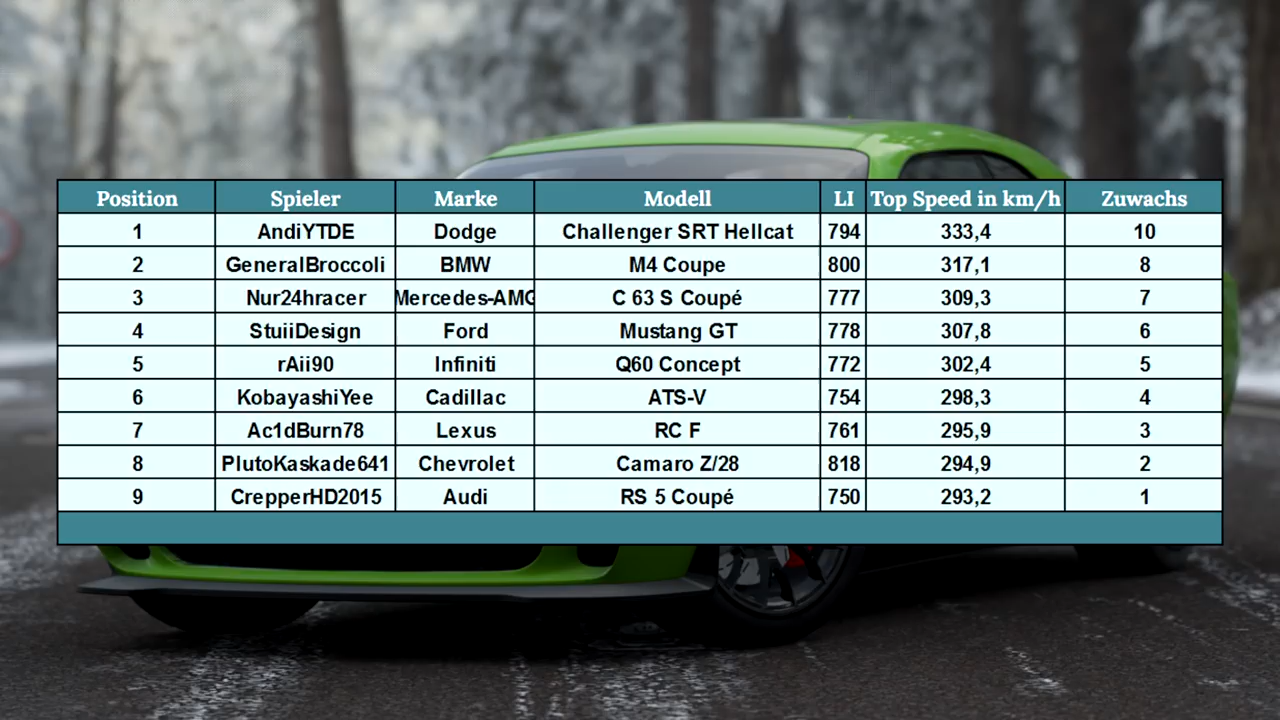 Position Spieler Marke Modell LI Top Speed in km/h Zuwachs
1 AndiYTDE Dodge Challenger SRT Hellcat 794 333,4 10
2 GeneralBroccoli BMW M4 Coupe 800 317,1 8
3 Nur24hracer Mercedes-AMG C 63 S Coupé 777 309,3 7
4 StuiiDesign Ford Mustang GT 778 307,8 6
5 rAii90 Infiniti Q60 Concept 772 302,4 5
6 KobayashiYee Cadillac ATS-V 754 298,3 4
7 Ac1dBurn78 Lexus RC F 761 295,9 3
8 PlutoKaskade641 Chevrolet Camaro Z/28 818 294,9 2
9 CrepperHD2015 Audi RS 5 Coupé 750 293,2 1